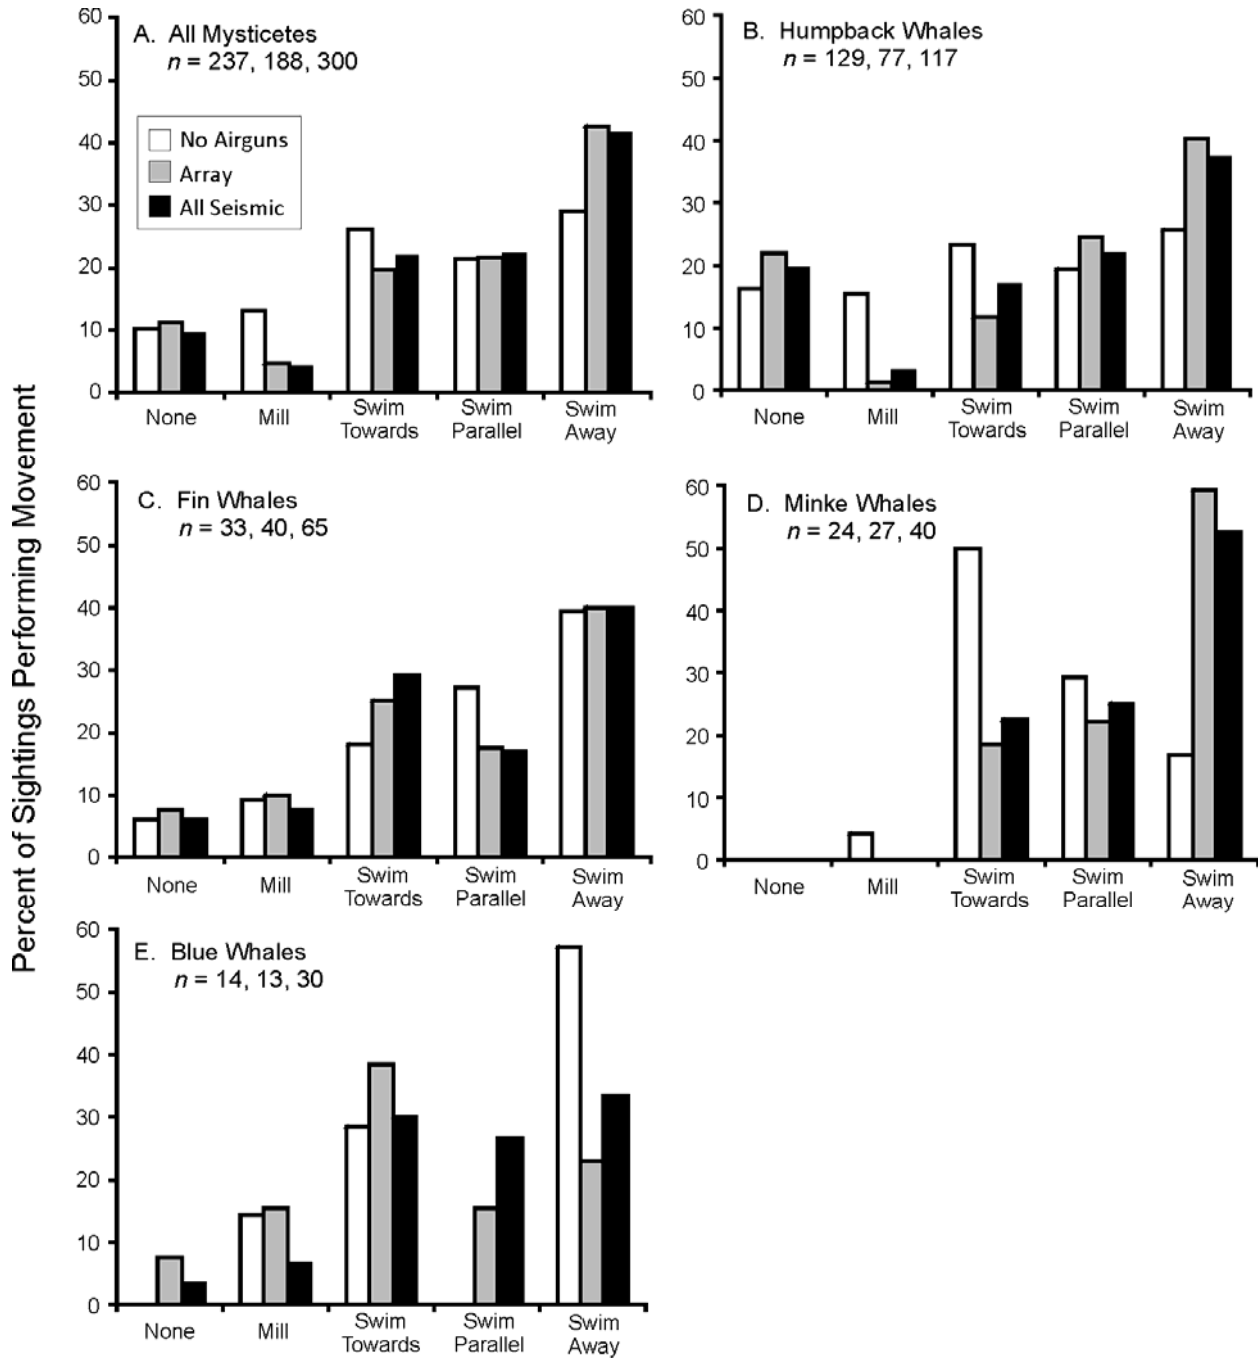 Percent of Sightings Performing Movement
A. All Mysticetes
n = 237, 188, 300
No Airguns
Array
All Seismic
60
50
40
30
20
10
0
None Mill Swim Towards Swim Parallel Swim Away
B. Humpback Whales
n = 129, 77, 117
60
50
40
30
20
10
0
None Mill Swim Towards Swim Parallel Swim Away
C. Fin Whales
n = 33, 40, 65
60
50
40
30
20
10
0
None Mill Swim Towards Swim Parallel Swim Away
D. Minke Whales
n = 24, 27, 40
60
50
40
30
20
10
0
None Mill Swim Towards Swim Parallel Swim Away
E. Blue Whales
n = 14, 13, 30
60
50
40
30
20
10
0
None Mill Swim Towards Swim Parallel Swim Away